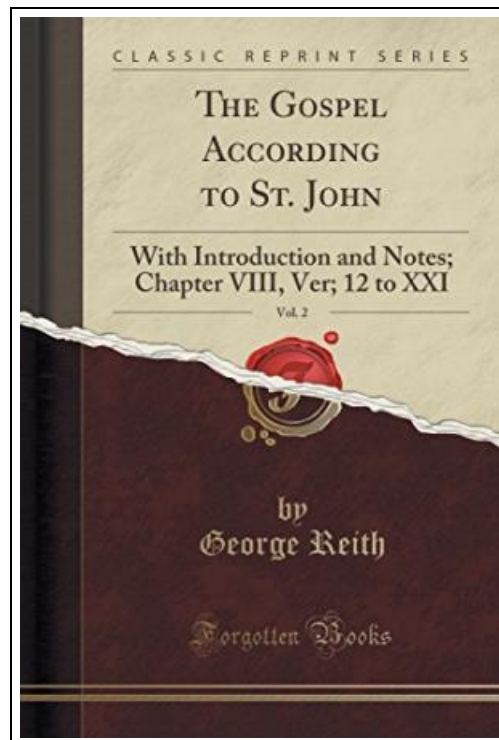 CLASSIC REPRINT SERIES
THE GOSPEL
ACCORDING
TO ST. JOHN
With Introduction and Notes;
Chapter VIII, Ver; 12 to XXI
Vol. 2
by
George Reith
Forgotten Books